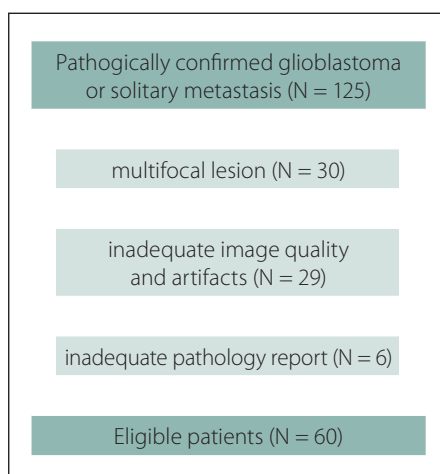 Pathogically confirmed glioblastoma
or solitary metastasis (N = 125)
multifocal lesion (N = 30)
inadequate image quality
and artifacts (N = 29)
inadequate pathology report (N = 6)
Eligible patients (N = 60)